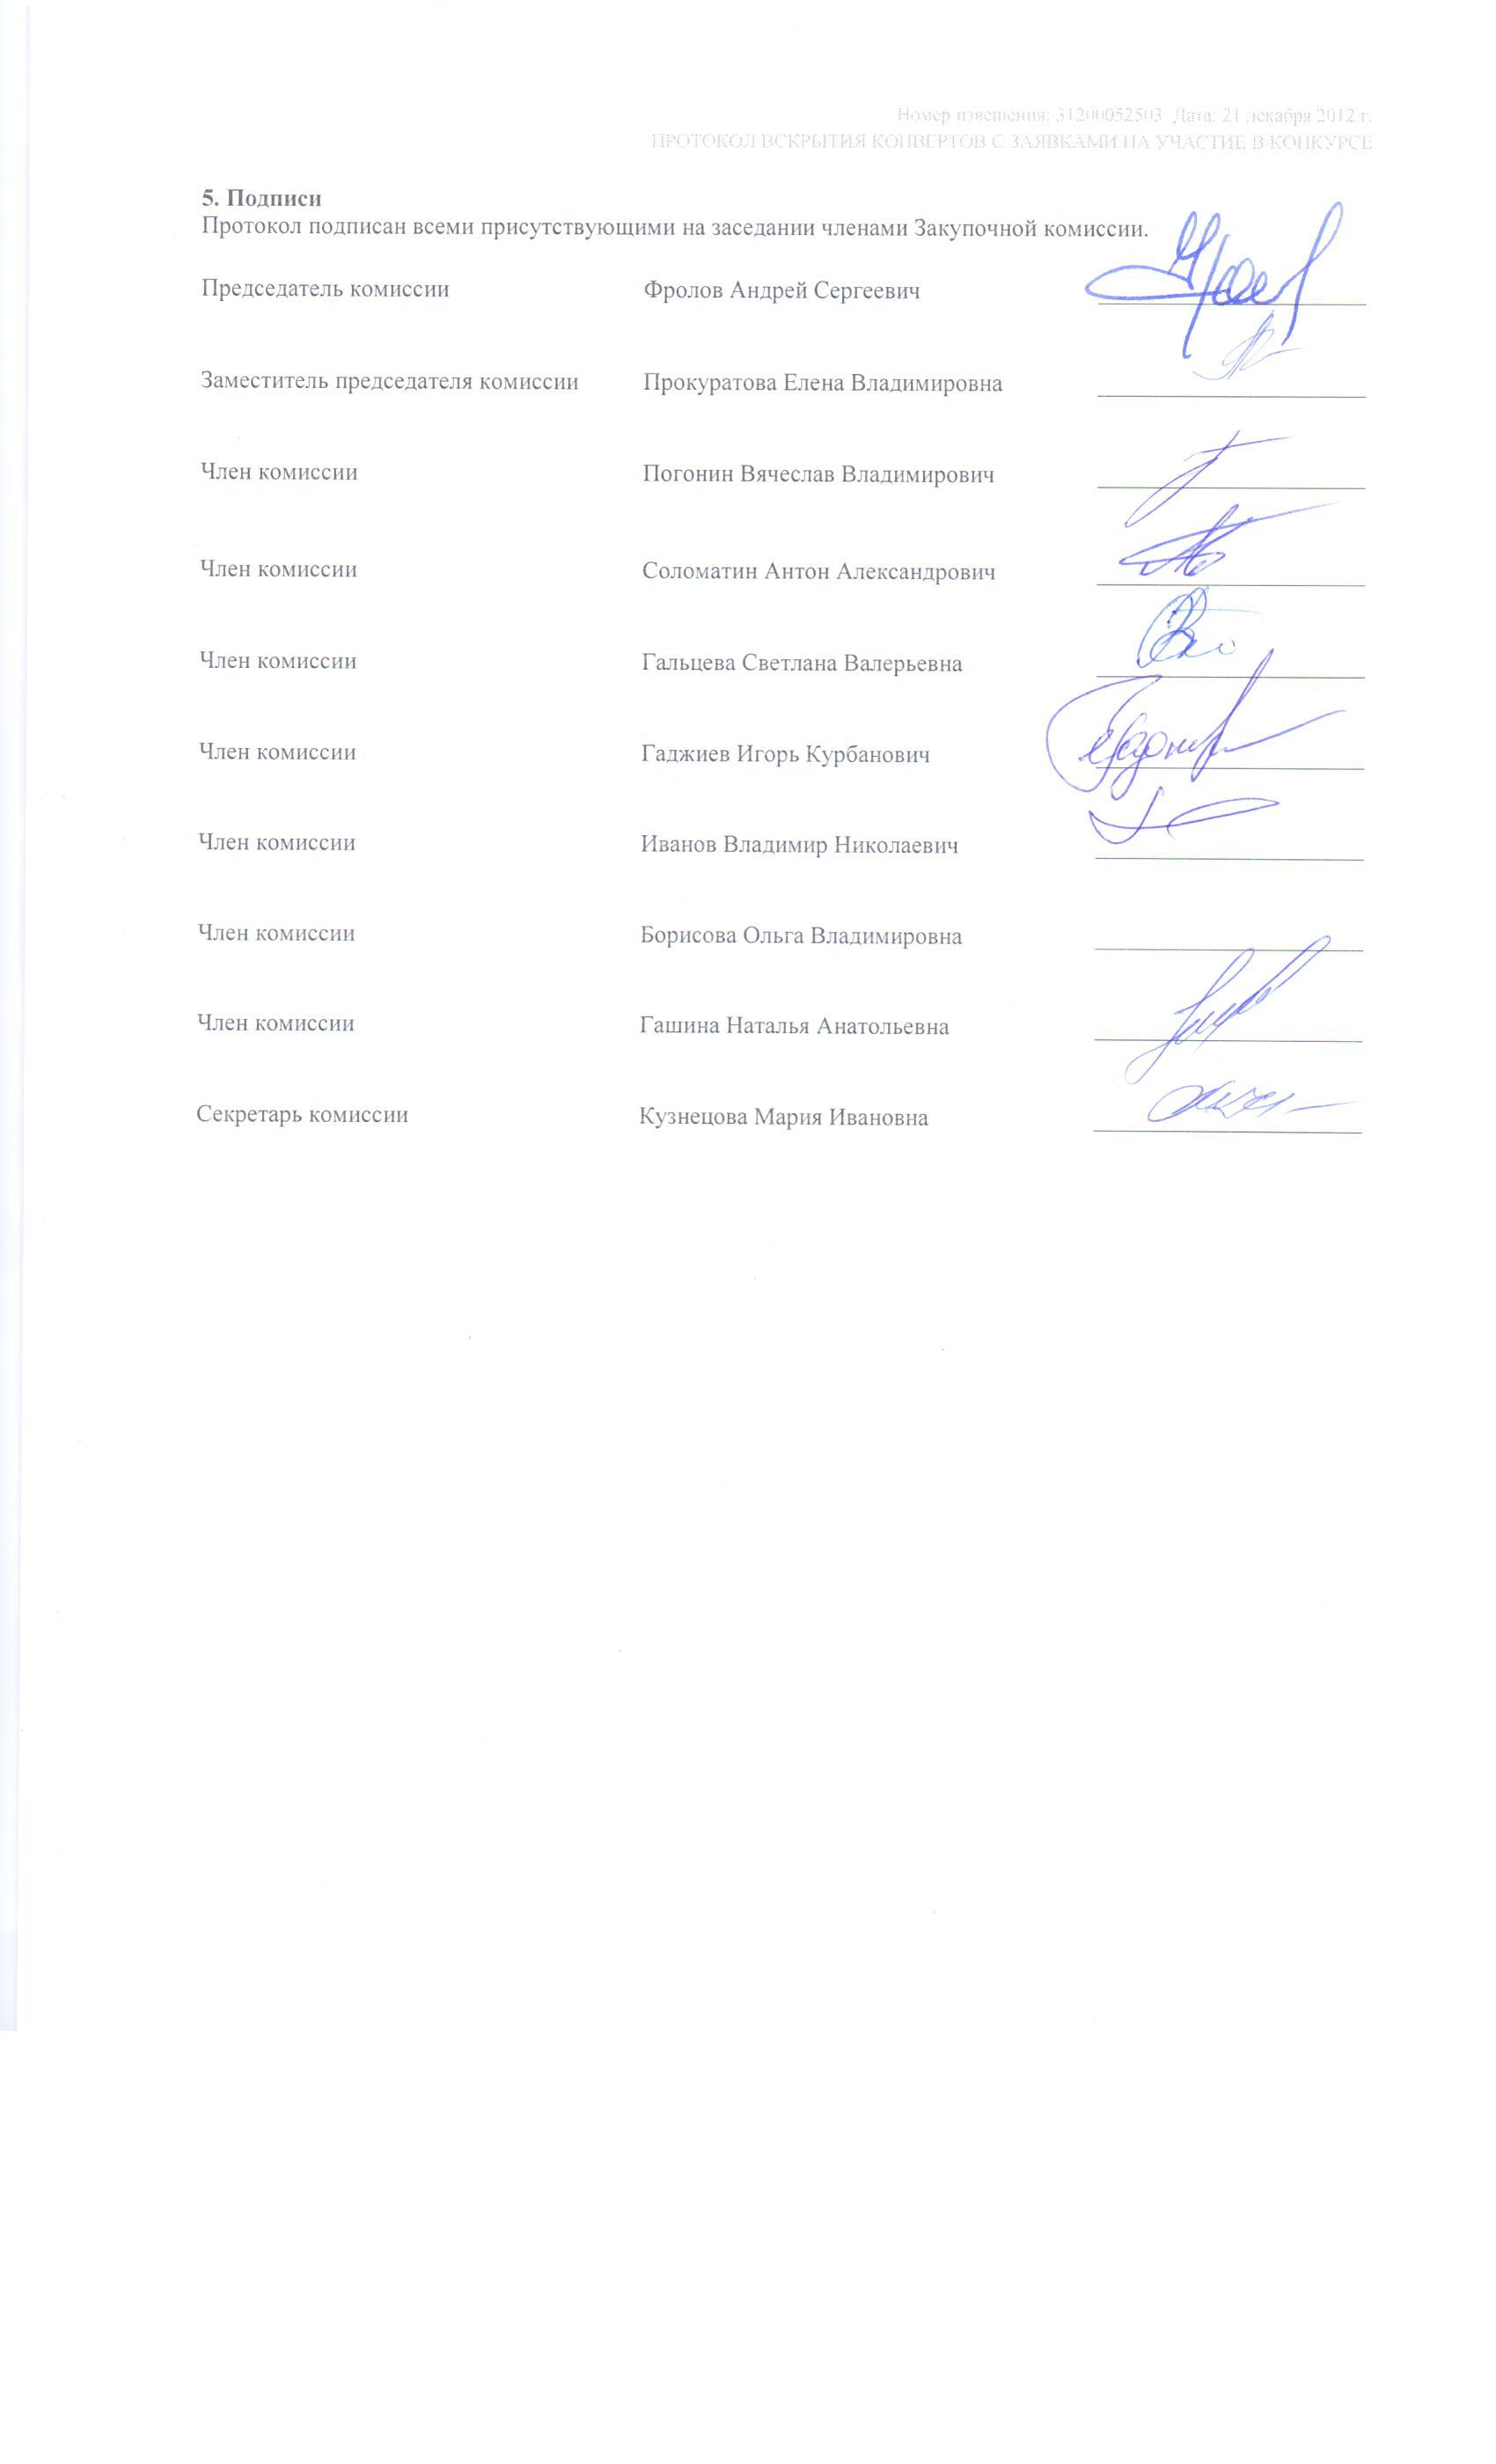 Номер извещения: 31200052503 Дата: 21 декабря 2012 г.
ПРОТОКОЛ ВСКРЫТИЯ КОНВЕРТОВ С ЗАЯВКАМИ НА УЧАСТИЕ В КОНКУРСЕ
5. Подписи
Протокол подписан всеми присутствующими на заседании членами Закупочной комиссии.
Председатель комиссии Фролов Андрей Сергеевич
Заместитель председателя комиссии Прокуратова Елена Владимировна
Член комиссии Погонин Вячеслав Владимирович
Член комиссии Соломатин Антон Александрович
Член комиссии Гальцева Светлана Валерьевна
Член комиссии Гаджиев Игорь Курбанович
Член комиссии Иванов Владимир Николаевич
Член комиссии Борисова Ольга Владимировна
Член комиссии Гашина Наталья Анатольевна
Секретарь комиссии Кузнецова Мария Ивановна